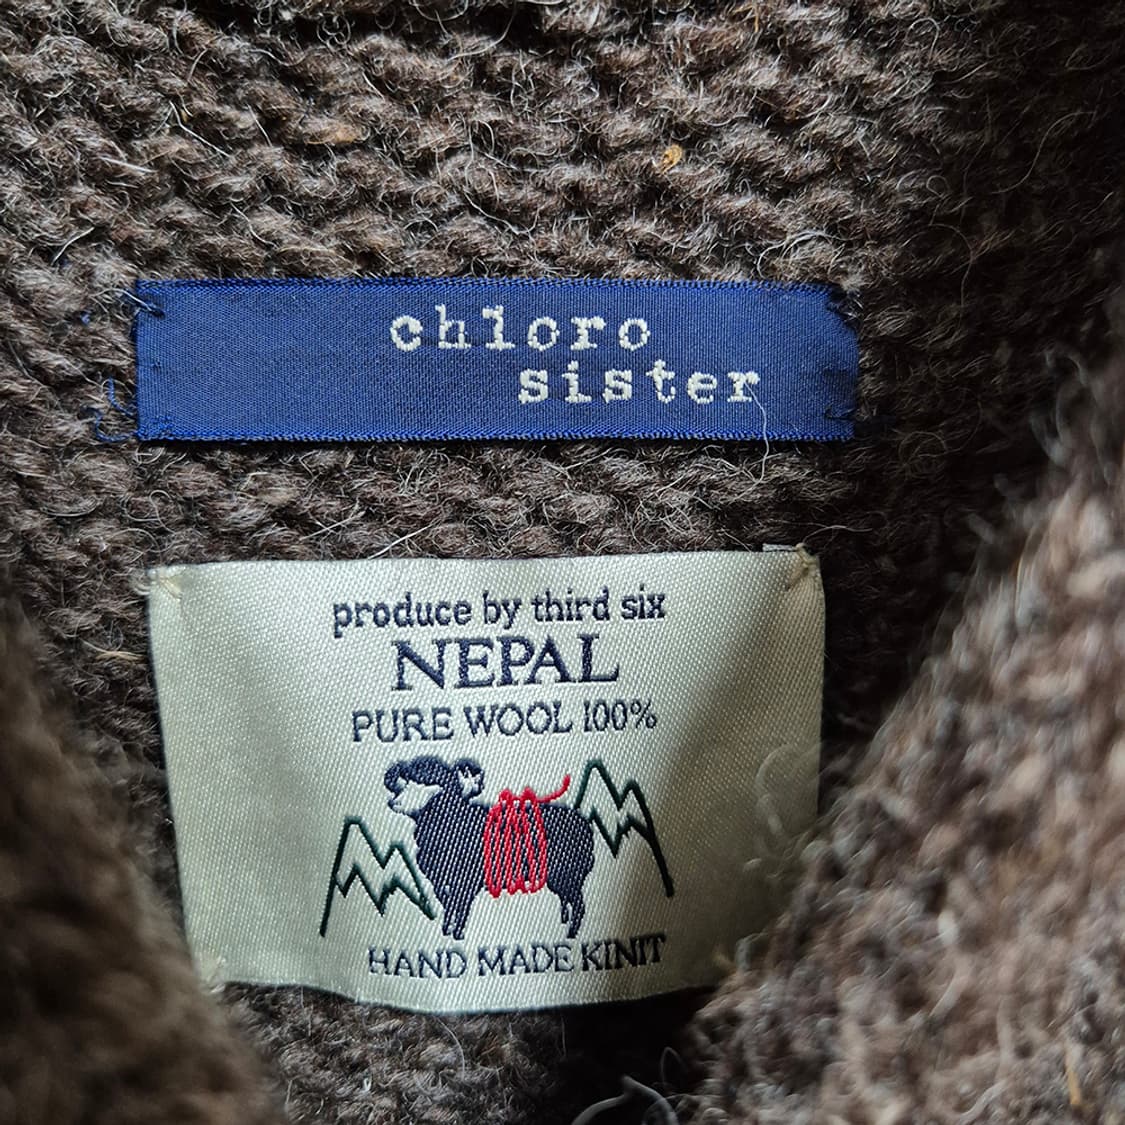 chloro
sister
produce by third six
NEPAL
PURE WOOL 100%
HAND MADE KINIT